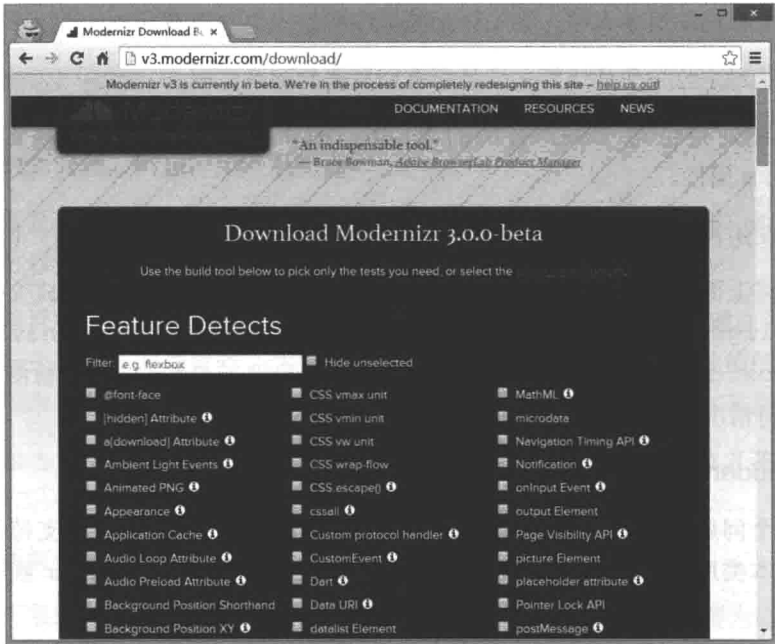 Modernizr Download B
v3.modernizr.com/download/
Modernizr v3 is currently in beta. We're in the process of completely redesigning this site – help us out!
DOCUMENTATION RESOURCES NEWS
"An indispensable tool."
— Bruce Bowman, Adobe BrowserLab Product Manager
Download Modernizr 3.0.0-beta
Use the build tool below to pick only the tests you need, or select the
Feature Detects
Filter: e.g. flexbox Hide unselected
@font-face CSS vmax unit MathML
[hidden] Attribute CSS vmin unit microdata
a[download] Attribute CSS vw unit Navigation Timing API
Ambient Light Events CSS wrap-flow Notification
Animated PNG CSS.escape() onInput Event
Appearance cssall output Element
Application Cache Custom protocol handler Page Visibility API
Audio Loop Attribute CustomEvent picture Element
Audio Preload Attribute Dart placeholder attribute
Background Position Shorthand Data URI Pointer Lock API
Background Position XY datalist Element postMessage